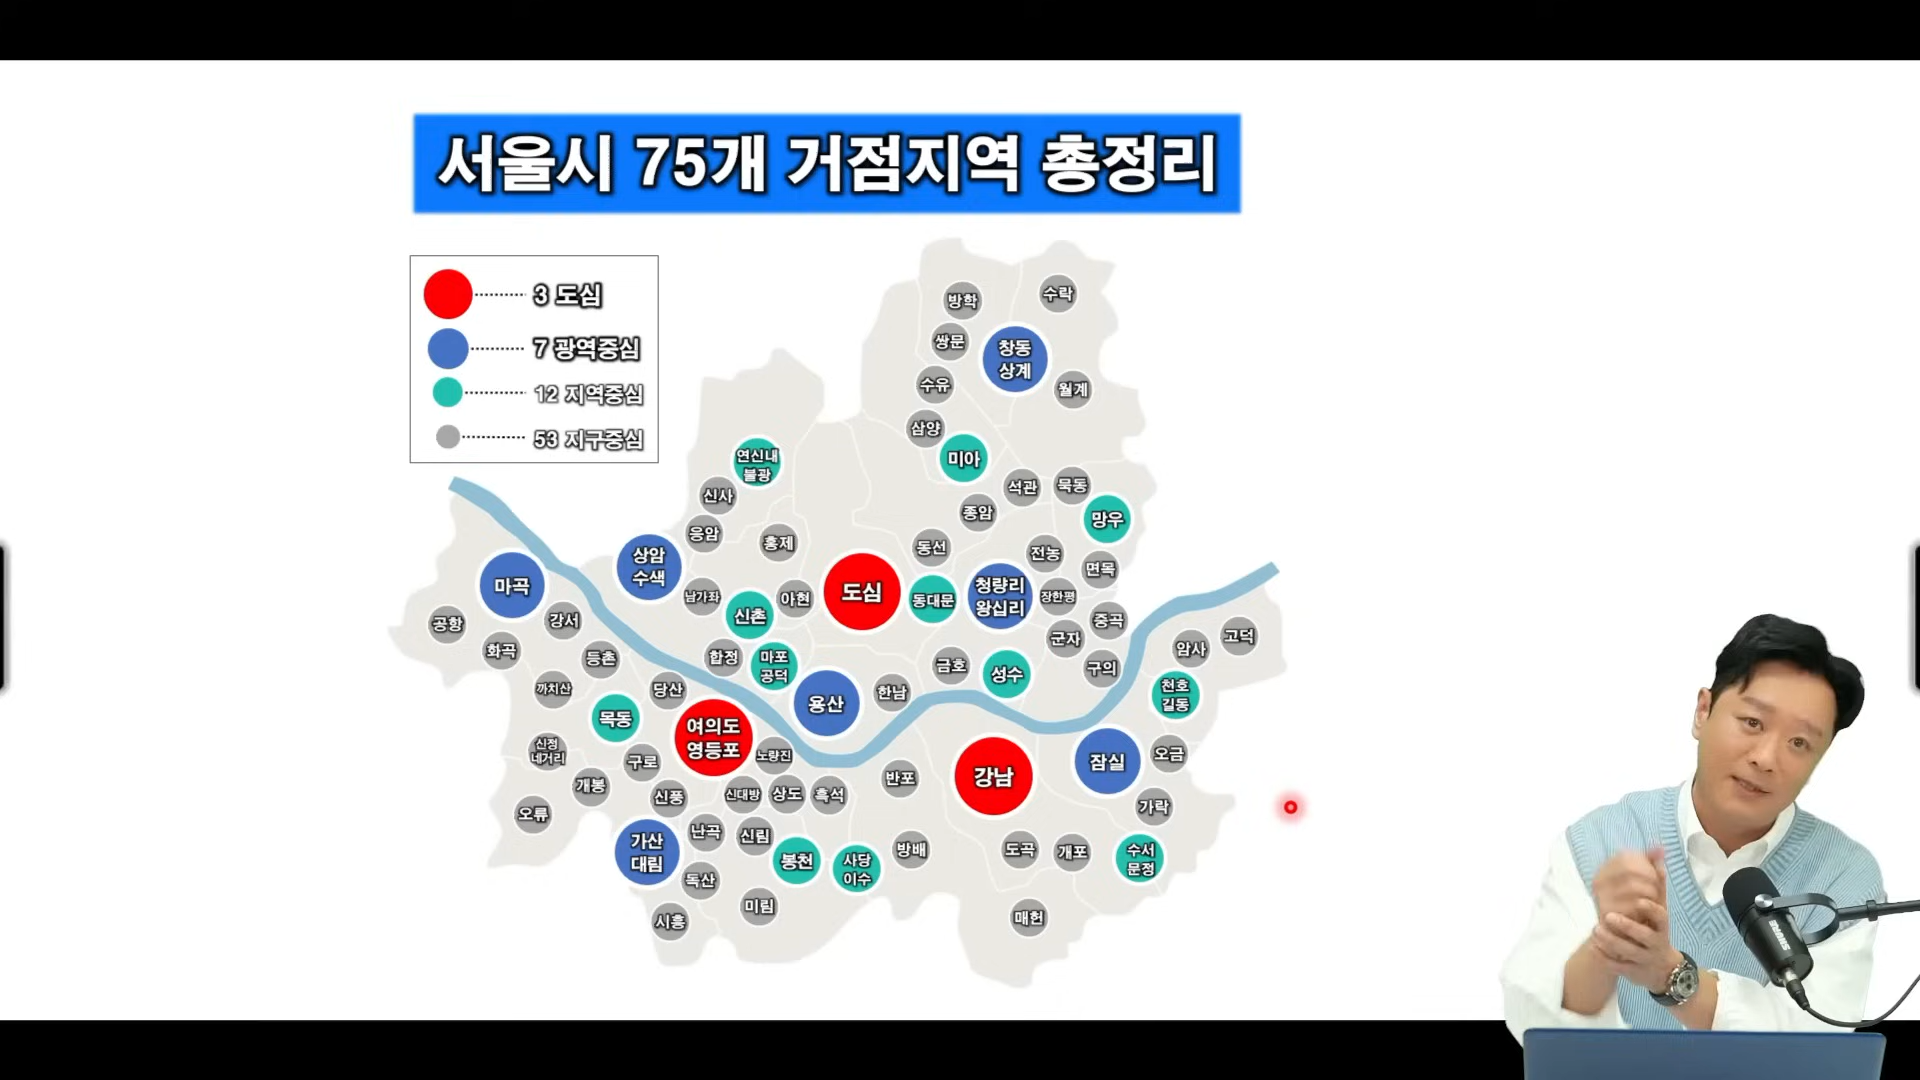 서울시 75개 거점지역 총정리
3 도심
7 광역중심
12 지역중심
53 지구중심
방학
수락
쌍문
창동
상계
수유
월계
삼양
미아
연신내
불광
신사
석관
묵동
종암
망우
응암
홍제
동선
전농
면목
상암
수색
마곡
도심
청량리
왕십리
남가좌
아현
동대문
장한평
신촌
공항
강서
중곡
군자
고덕
화곡
등촌
합정
마포
공덕
금호
성수
구의
암사
까치산
당산
용산
한남
천호
길동
목동
여의도
영등포
신정
네거리
구로
노량진
반포
강남
잠실
오금
개봉
신풍
신대방
상도
흑석
가락
오류
가산
대림
난곡
신림
봉천
사당
이수
방배
도곡
개포
수서
문정
독산
미림
시흥
매헌
SHURE